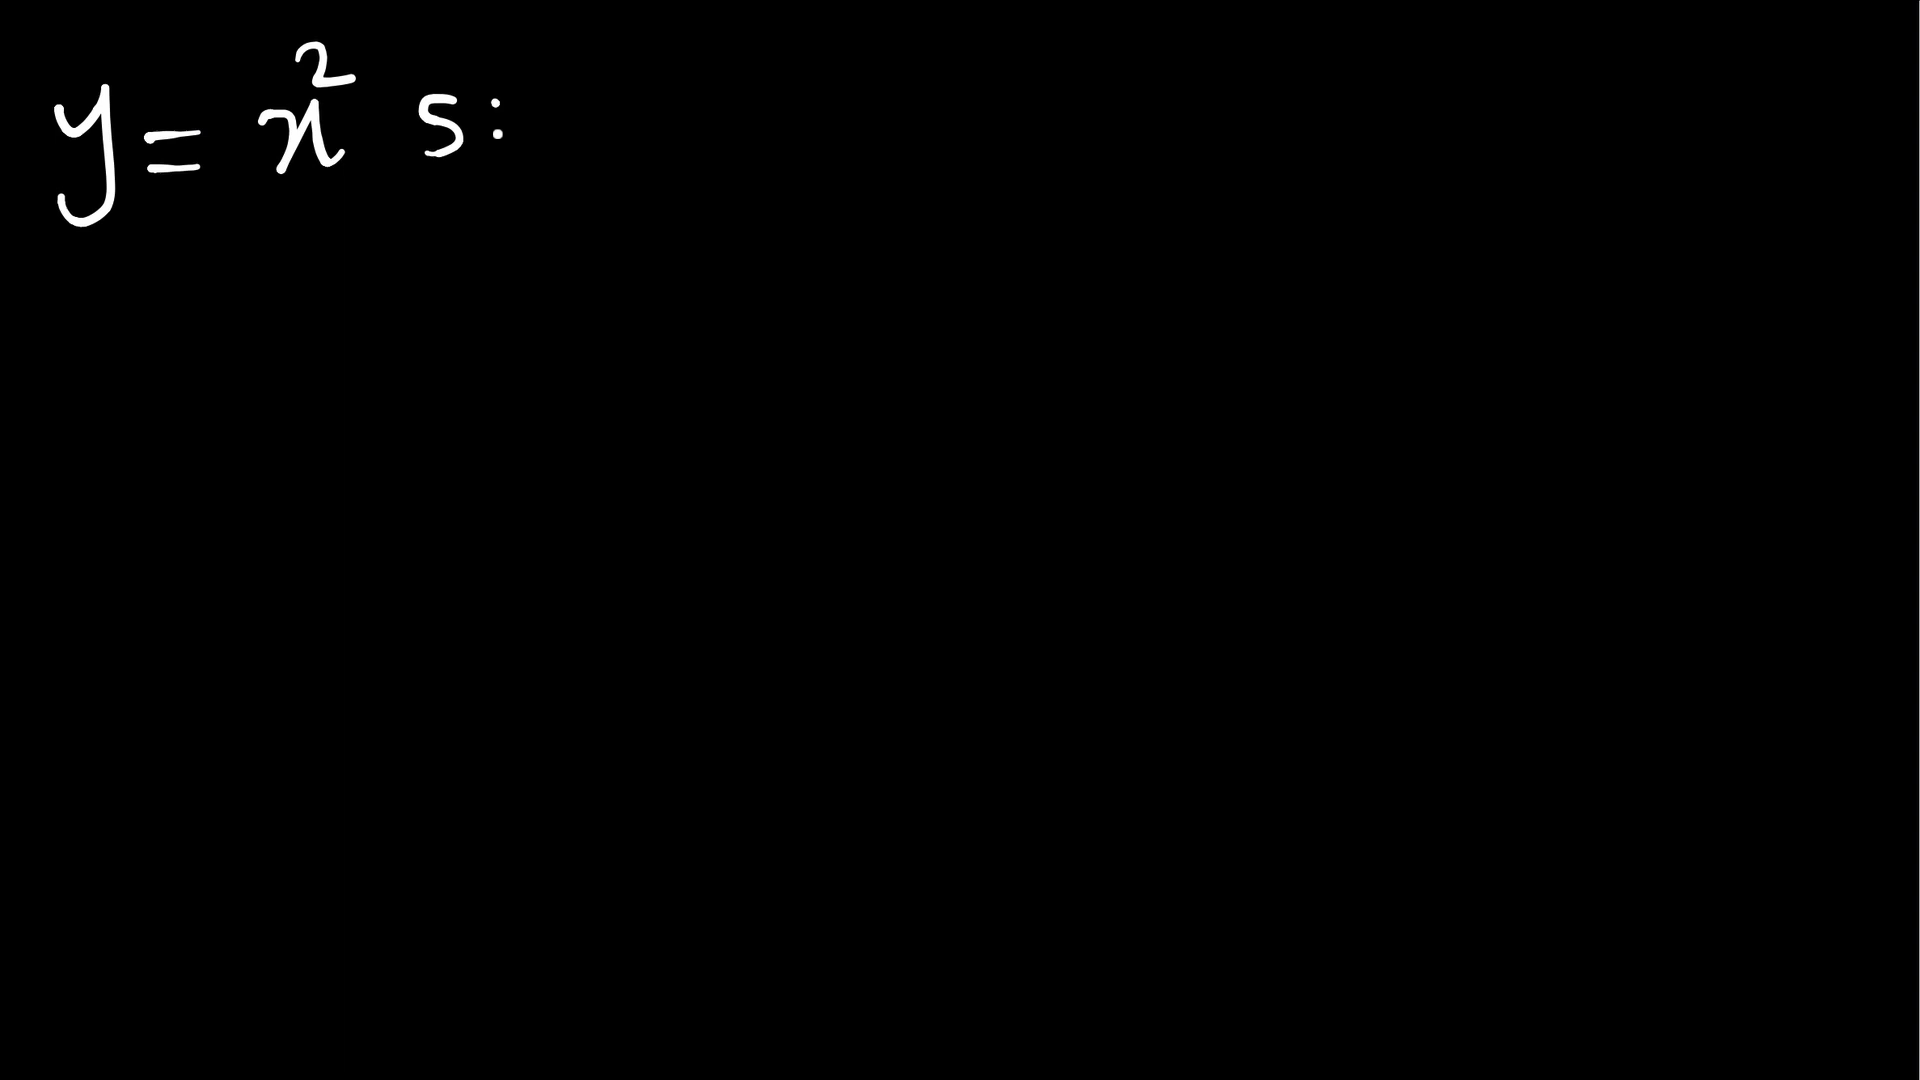 y = x² s: